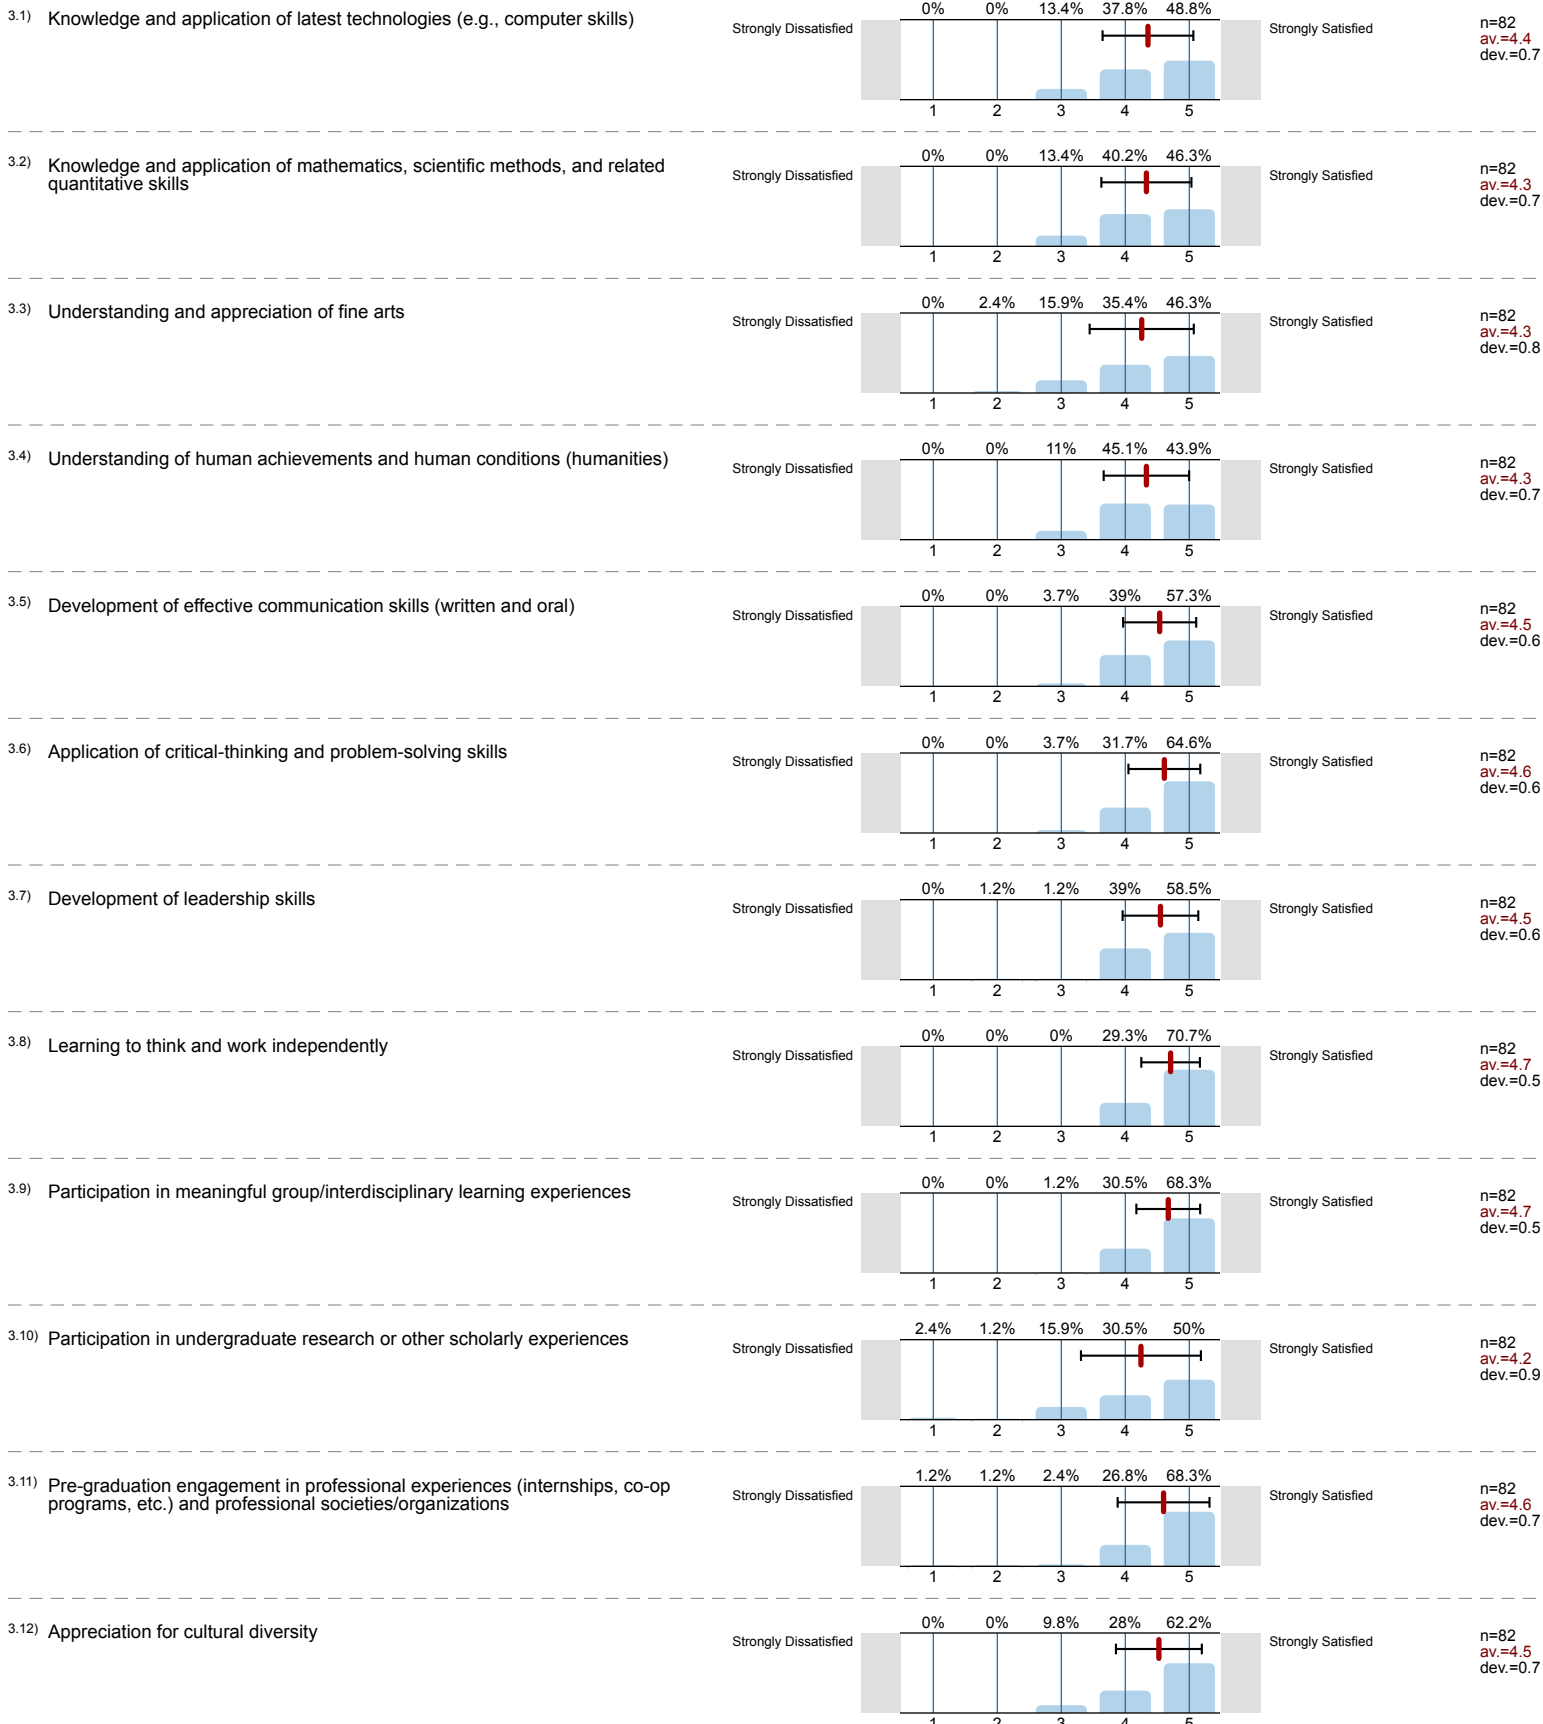 3.1) Knowledge and application of latest technologies (e.g., computer skills)
0% 0% 13.4% 37.8% 48.8%
Strongly Dissatisfied Strongly Satisfied
n=82
av.=4.4
dev.=0.7
1 2 3 4 5
3.2) Knowledge and application of mathematics, scientific methods, and related
quantitative skills
0% 0% 13.4% 40.2% 46.3%
Strongly Dissatisfied Strongly Satisfied
n=82
av.=4.3
dev.=0.7
1 2 3 4 5
3.3) Understanding and appreciation of fine arts
0% 2.4% 15.9% 35.4% 46.3%
Strongly Dissatisfied Strongly Satisfied
n=82
av.=4.3
dev.=0.8
1 2 3 4 5
3.4) Understanding of human achievements and human conditions (humanities)
0% 0% 11% 45.1% 43.9%
Strongly Dissatisfied Strongly Satisfied
n=82
av.=4.3
dev.=0.7
1 2 3 4 5
3.5) Development of effective communication skills (written and oral)
0% 0% 3.7% 39% 57.3%
Strongly Dissatisfied Strongly Satisfied
n=82
av.=4.5
dev.=0.6
1 2 3 4 5
3.6) Application of critical-thinking and problem-solving skills
0% 0% 3.7% 31.7% 64.6%
Strongly Dissatisfied Strongly Satisfied
n=82
av.=4.6
dev.=0.6
1 2 3 4 5
3.7) Development of leadership skills
0% 1.2% 1.2% 39% 58.5%
Strongly Dissatisfied Strongly Satisfied
n=82
av.=4.5
dev.=0.6
1 2 3 4 5
3.8) Learning to think and work independently
0% 0% 0% 29.3% 70.7%
Strongly Dissatisfied Strongly Satisfied
n=82
av.=4.7
dev.=0.5
1 2 3 4 5
3.9) Participation in meaningful group/interdisciplinary learning experiences
0% 0% 1.2% 30.5% 68.3%
Strongly Dissatisfied Strongly Satisfied
n=82
av.=4.7
dev.=0.5
1 2 3 4 5
3.10) Participation in undergraduate research or other scholarly experiences
2.4% 1.2% 15.9% 30.5% 50%
Strongly Dissatisfied Strongly Satisfied
n=82
av.=4.2
dev.=0.9
1 2 3 4 5
3.11) Pre-graduation engagement in professional experiences (internships, co-op
programs, etc.) and professional societies/organizations
1.2% 1.2% 2.4% 26.8% 68.3%
Strongly Dissatisfied Strongly Satisfied
n=82
av.=4.6
dev.=0.7
1 2 3 4 5
3.12) Appreciation for cultural diversity
0% 0% 9.8% 28% 62.2%
Strongly Dissatisfied Strongly Satisfied
n=82
av.=4.5
dev.=0.7
1 2 3 4 5